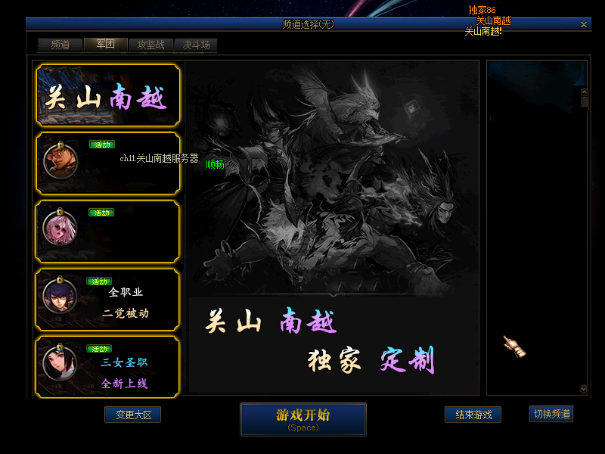 独家86
关山南越
关山南越!
频道选择(无)
频道
军团
攻坚战
决斗场
关山南越
活动
ch11.关山南越服务器
顺畅
活动
活动
全职业
二觉被动
活动
三女圣职
全新上线
关山 南越
独家 定制
变更大区
游戏开始
(Space)
结束游戏
切换频道